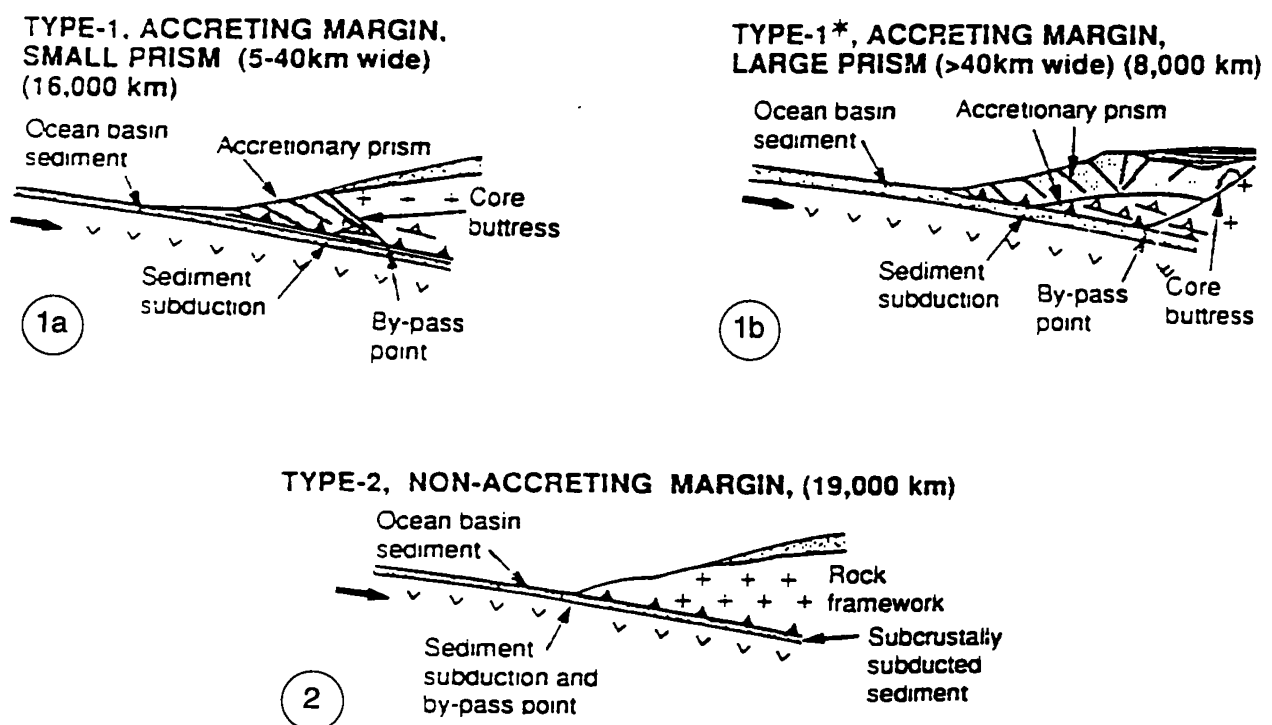 TYPE-1, ACCRETING MARGIN,
SMALL PRISM (5-40km wide)
(16,000 km)
Ocean basin
sediment
Accretionary prism
Core
buttress
Sediment
subduction
By-pass
point
1a
TYPE-1*, ACCRETING MARGIN,
LARGE PRISM (>40km wide) (8,000 km)
Ocean basin
sediment
Accretionary prism
Sediment
subduction
By-pass
point
Core
buttress
1b
TYPE-2, NON-ACCRETING MARGIN, (19,000 km)
Ocean basin
sediment
Rock
framework
Sediment
subduction and
by-pass point
Subcrustally
subducted
sediment
2